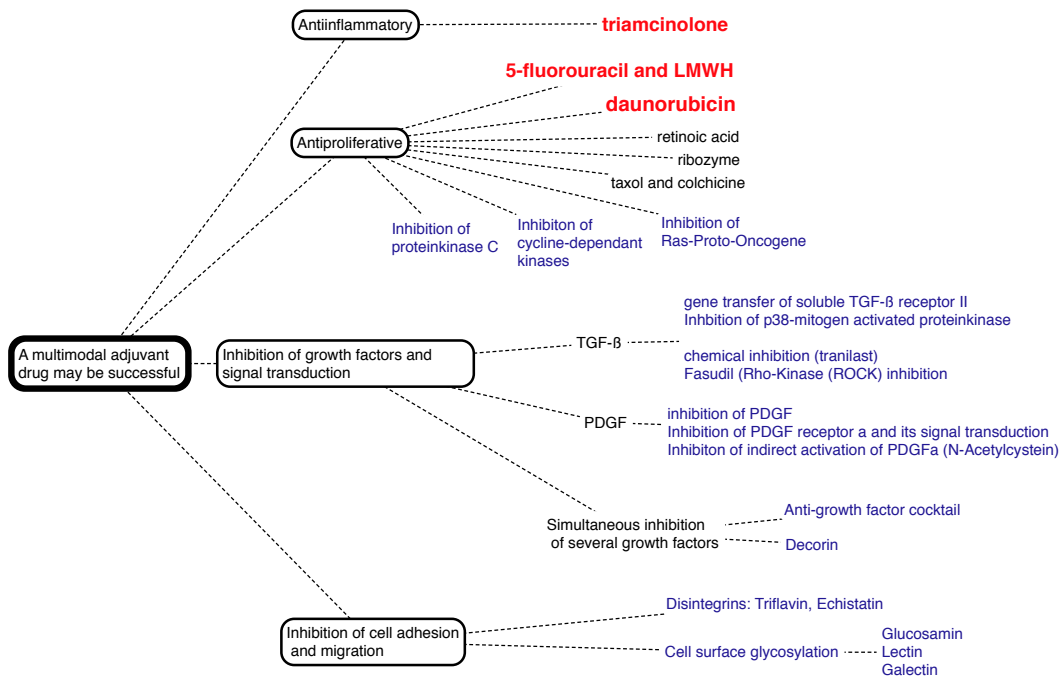 Antiinflammatory
triamcinolone
5-fluorouracil and LMWH
daunorubicin
Antiproliferative
retinoic acid
ribozyme
taxol and colchicine
Inhibition of
proteinkinase C
Inhibiton of
cycline-dependant
kinases
Inhibition of
Ras-Proto-Oncogene
A multimodal adjuvant
drug may be successful
Inhibition of growth factors and
signal transduction
TGF-ß
gene transfer of soluble TGF-ß receptor II
Inhbition of p38-mitogen activated proteinkinase
chemical inhibition (tranilast)
Fasudil (Rho-Kinase (ROCK) inhibition
PDGF
inhibition of PDGF
Inhibition of PDGF receptor a and its signal transduction
Inhibiton of indirect activation of PDGFa (N-Acetylcystein)
Simultaneous inhibition
of several growth factors
Anti-growth factor cocktail
Decorin
Inhibition of cell adhesion
and migration
Disintegrins: Triflavin, Echistatin
Cell surface glycosylation
Glucosamin
Lectin
Galectin